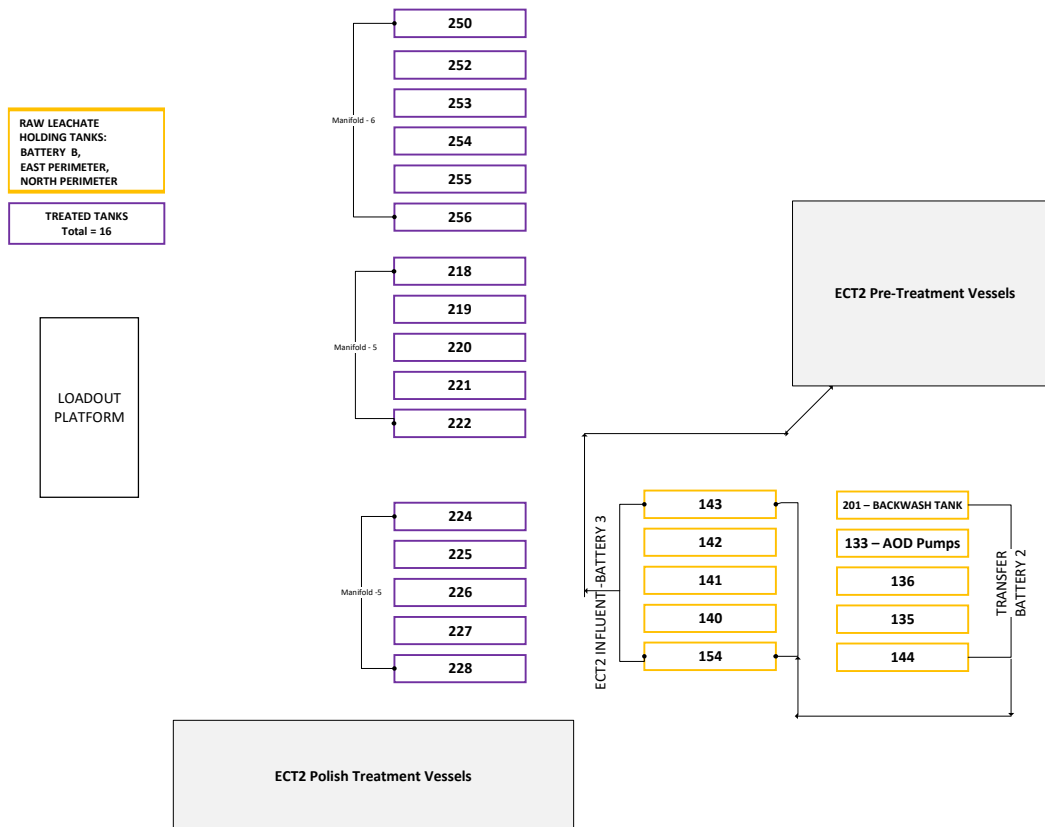 250
252
253
Manifold - 6
254
255
256
RAW LEACHATE
HOLDING TANKS:
BATTERY B,
EAST PERIMETER,
NORTH PERIMETER
TREATED TANKS
Total = 16
218
219
Manifold - 5
220
221
222
LOADOUT
PLATFORM
ECT2 Pre-Treatment Vessels
224
225
Manifold -5
226
227
228
ECT2 INFLUENT -BATTERY 3
143
142
141
140
154
201 – BACKWASH TANK
133 – AOD Pumps
136
135
144
TRANSFER
BATTERY 2
ECT2 Polish Treatment Vessels